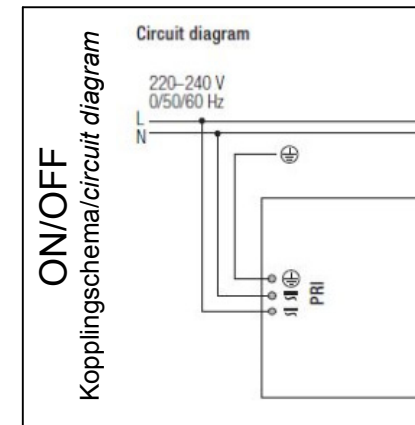 ON/OFF
Kopplingschema/circuit diagram
Circuit diagram
220–240 V
0/50/60 Hz
L
N
PRI